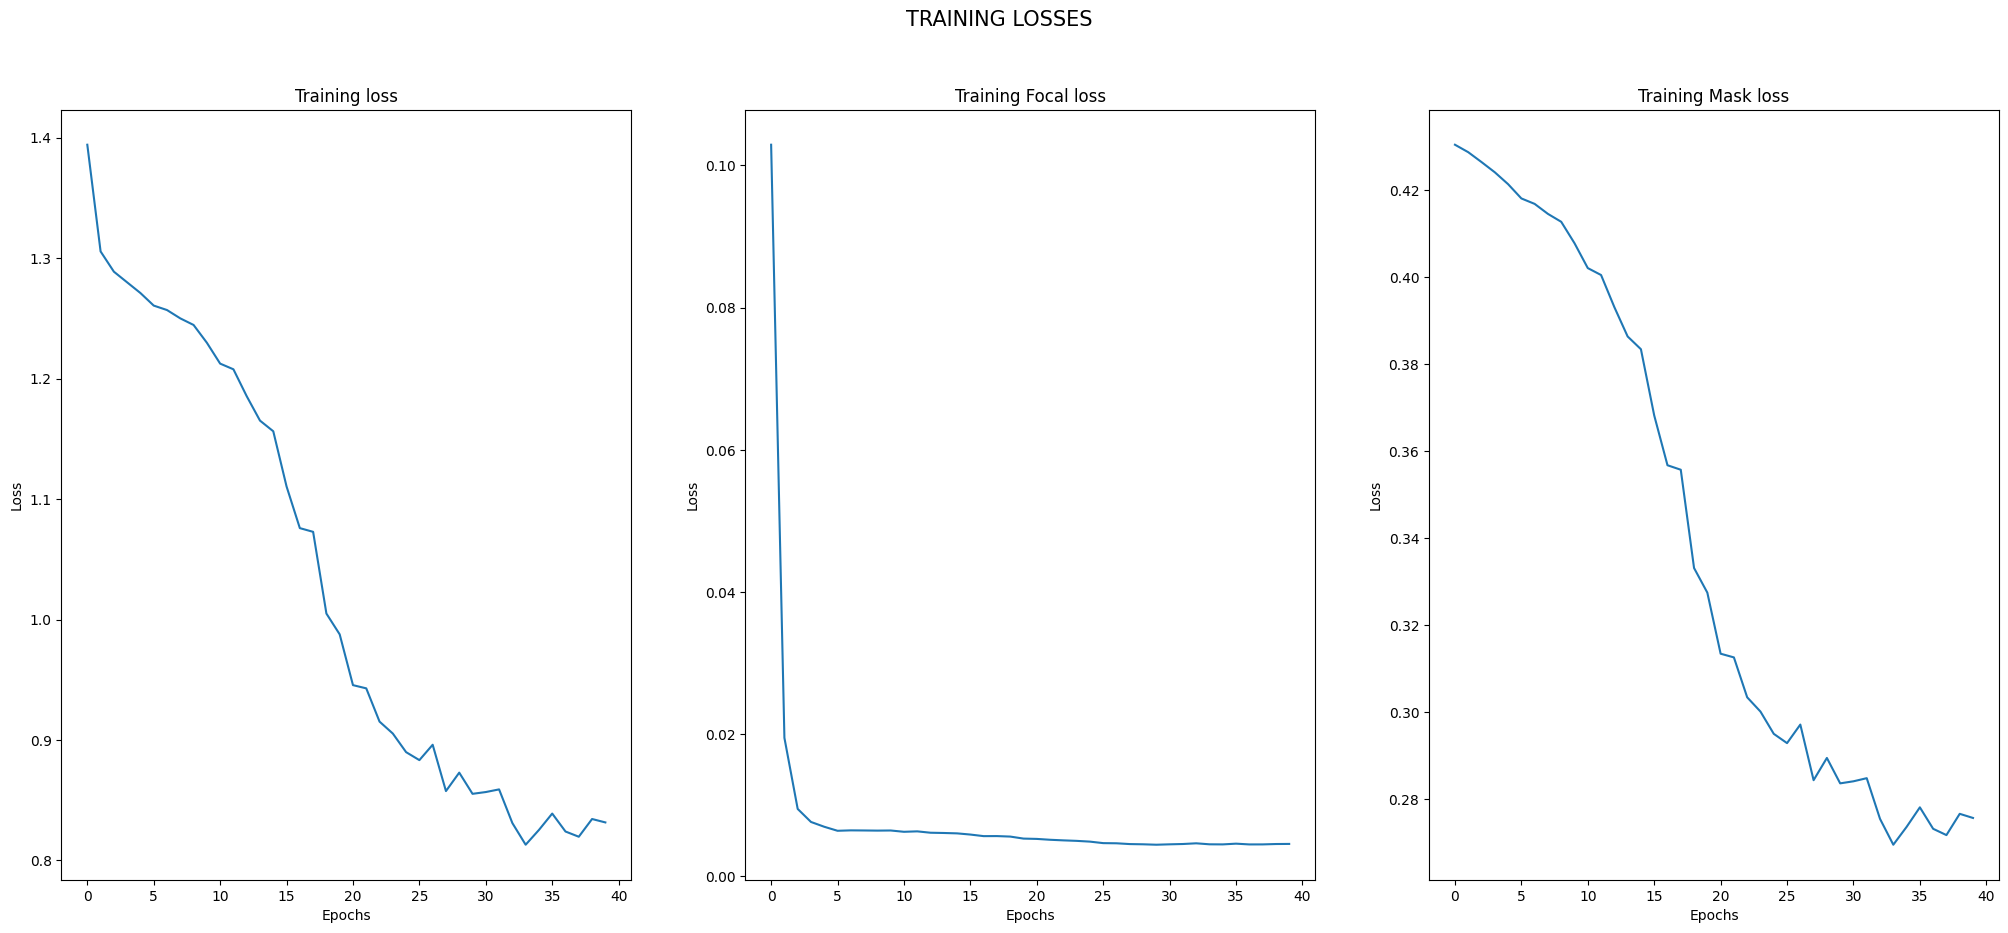 TRAINING LOSSES
Training loss
1.4
1.3
1.2
1.1
1.0
0.9
0.8
Loss
0 5 10 15 20 25 30 35 40
Epochs
Training Focal loss
0.10
0.08
0.06
0.04
0.02
0.00
Loss
0 5 10 15 20 25 30 35 40
Epochs
Training Mask loss
0.42
0.40
0.38
0.36
0.34
0.32
0.30
0.28
Loss
0 5 10 15 20 25 30 35 40
Epochs